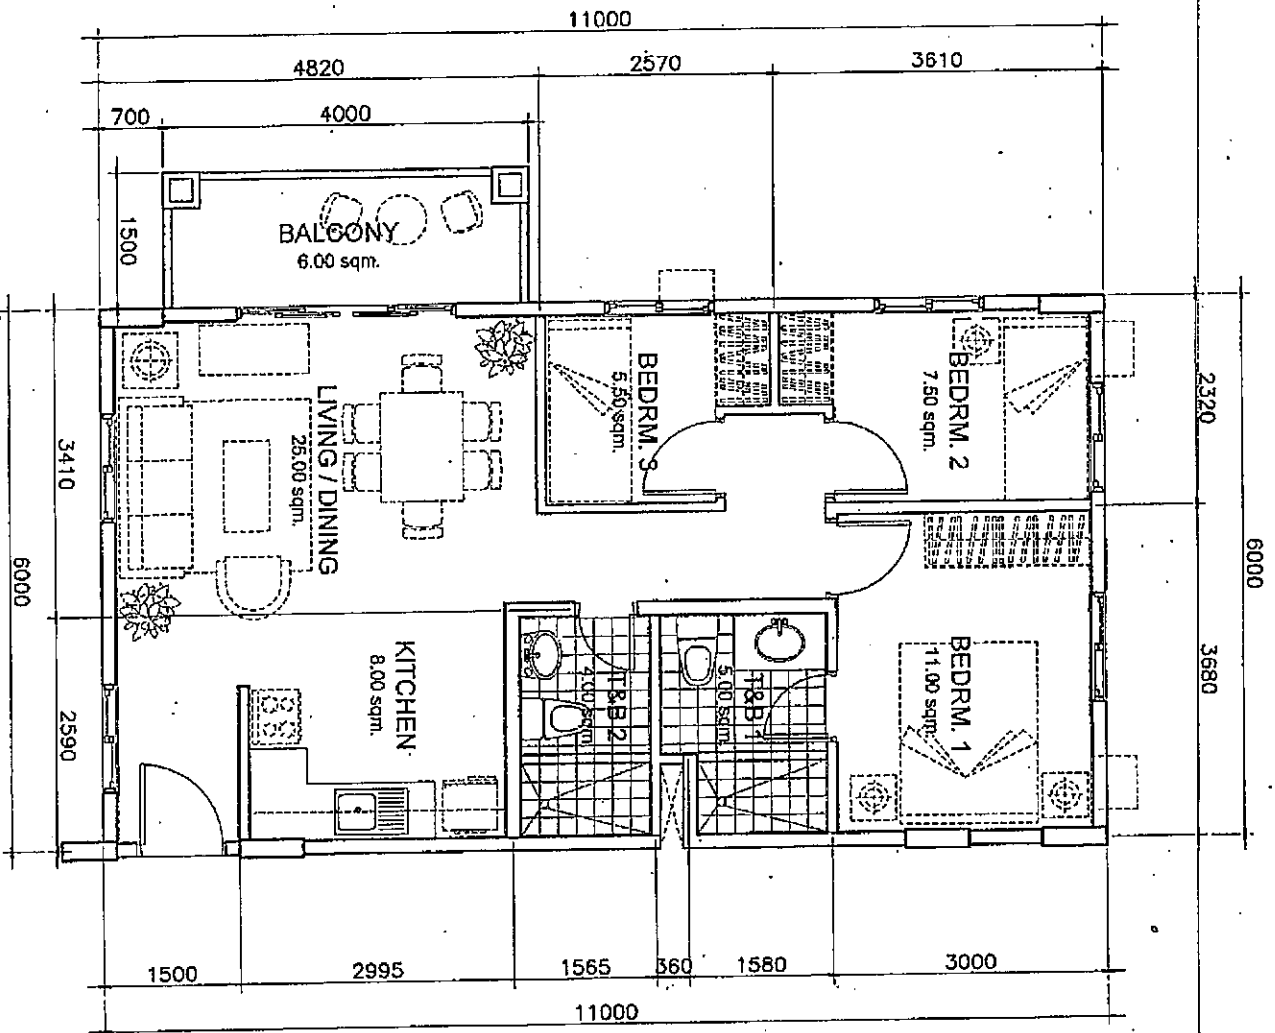 11000
4820
2570
3610
700
4000
1500
BALCONY
6.00 sqm.
BEDRM. 3
5.50 sqm.
BEDRM. 2
7.50 sqm.
LIVING / DINING
25.00 sqm.
3410
6000
2590
2320
6000
3680
KITCHEN
8.00 sqm.
T&B 2
4.00 sqm.
T&B 1
5.00 sqm.
BEDRM. 1
11.00 sqm.
1500
2995
1565
360
1580
3000
11000